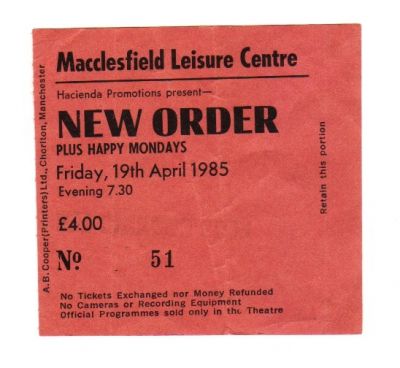 Macclesfield Leisure Centre
Hacienda Promotions present—
NEW ORDER
PLUS HAPPY MONDAYS
Friday, 19th April 1985
Evening 7.30
£4.00
Nº 51
No Tickets Exchanged nor Money Refunded
No Cameras or Recording Equipment
Official Programmes sold only in the Theatre
A.B. Cooper (Printers) Ltd., Chorlton, Manchester
Retain this portion